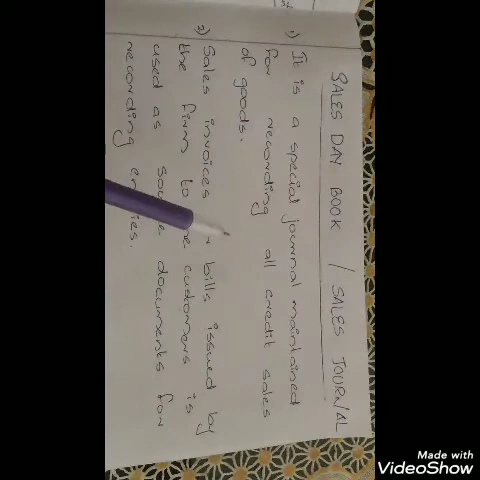 SALES DAY BOOK / SALES JOURNAL
1) It is a special journal maintained
for recording all credit sales
of goods.
2) Sales invoices bills issued by
the firm to customers is
used as documents for
recording
Made with
VideoShow